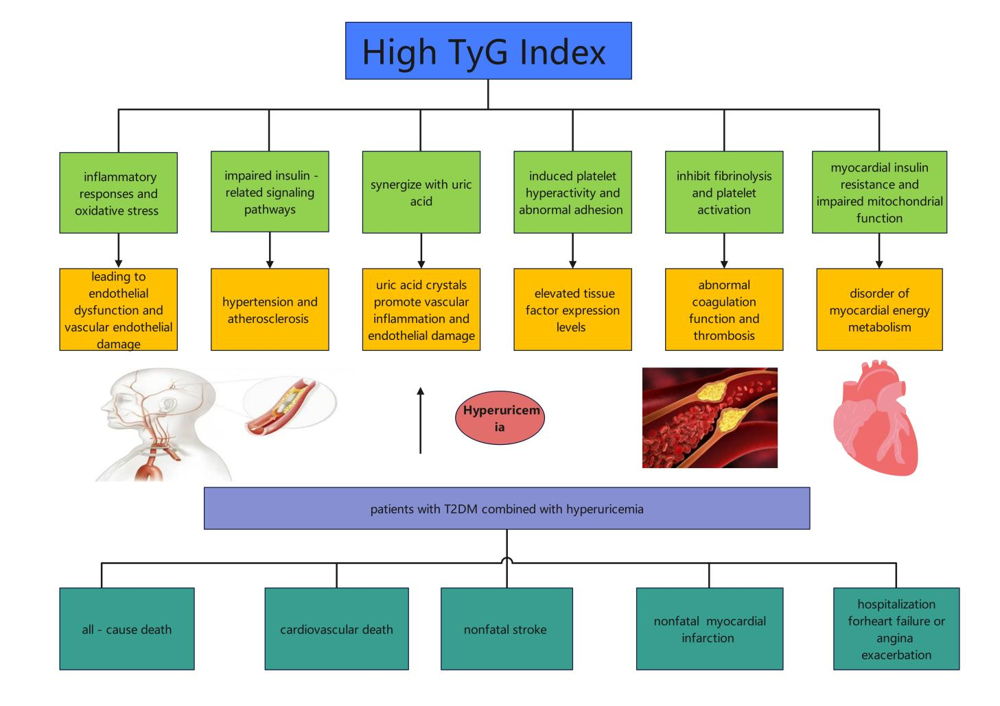 High TyG Index
inflammatory
responses and
oxidative stress
impaired insulin -
related signaling
pathways
synergize with uric
acid
induced platelet
hyperactivity and
abnormal adhesion
inhibit fibrinolysis
and platelet
activation
myocardial insulin
resistance and
impaired mitochondrial
function
leading to
endothelial
dysfunction and
vascular endothelial
damage
hypertension and
atherosclerosis
uric acid crystals
promote vascular
inflammation and
endothelial damage
elevated tissue
factor expression
levels
abnormal
coagulation
function and
thrombosis
disorder of
myocardial energy
metabolism
Hyperuricem
ia
patients with T2DM combined with hyperuricemia
all - cause death
cardiovascular death
nonfatal stroke
nonfatal  myocardial
infarction
hospitalization
forheart failure or
angina
exacerbation